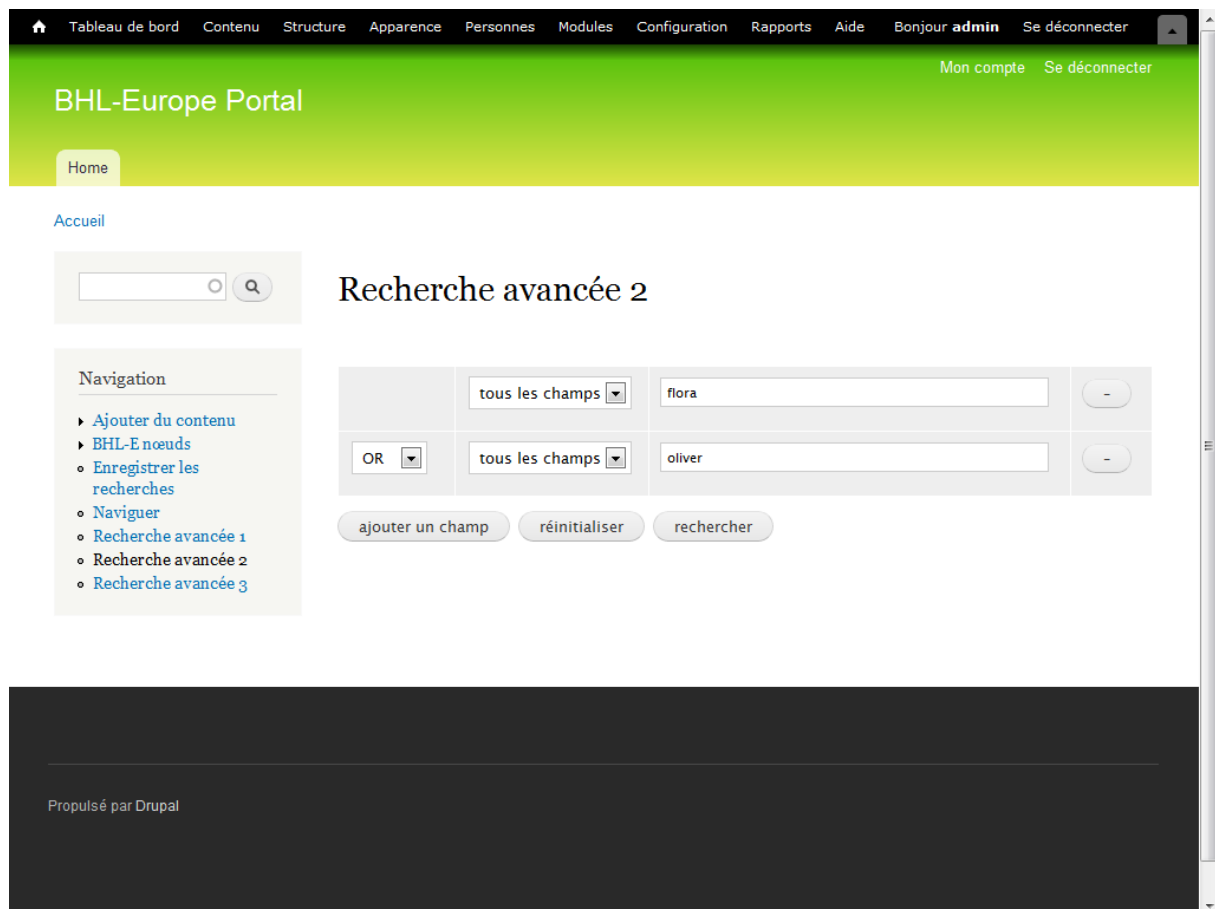 Tableau de bord Contenu Structure Apparence Personnes Modules Configuration Rapports Aide Bonjour admin Se déconnecter
Mon compte Se déconnecter
BHL-Europe Portal
Home
Accueil
Recherche avancée 2
Navigation
Ajouter du contenu
BHL-E nœuds
Enregistrer les
recherches
Naviguer
Recherche avancée 1
Recherche avancée 2
Recherche avancée 3
tous les champs flora -
OR tous les champs oliver -
ajouter un champ réinitialiser rechercher
Propulsé par Drupal